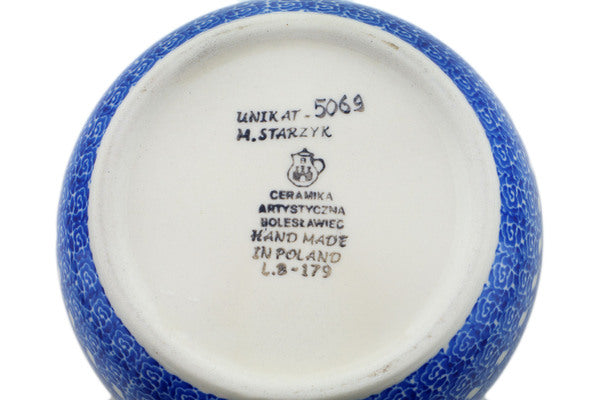 UNIKAT - 5069
M. STARZYK
CERAMIKA
ARTYSTYCZNA
BOLESŁAWIEC
HAND MADE
IN POLAND
L.B-179